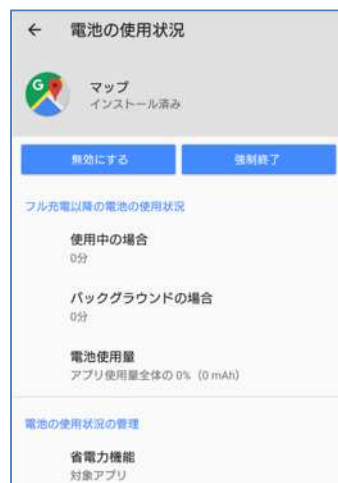 ← 電池の使用状況
G
マップ
インストール済み
無効にする
強制終了
フル充電以降の電池の使用状況
使用中の場合
0分
バックグラウンドの場合
0分
電池使用量
アプリ使用量全体の 0%（0 mAh）
電池の使用状況の管理
省電力機能
対象アプリ